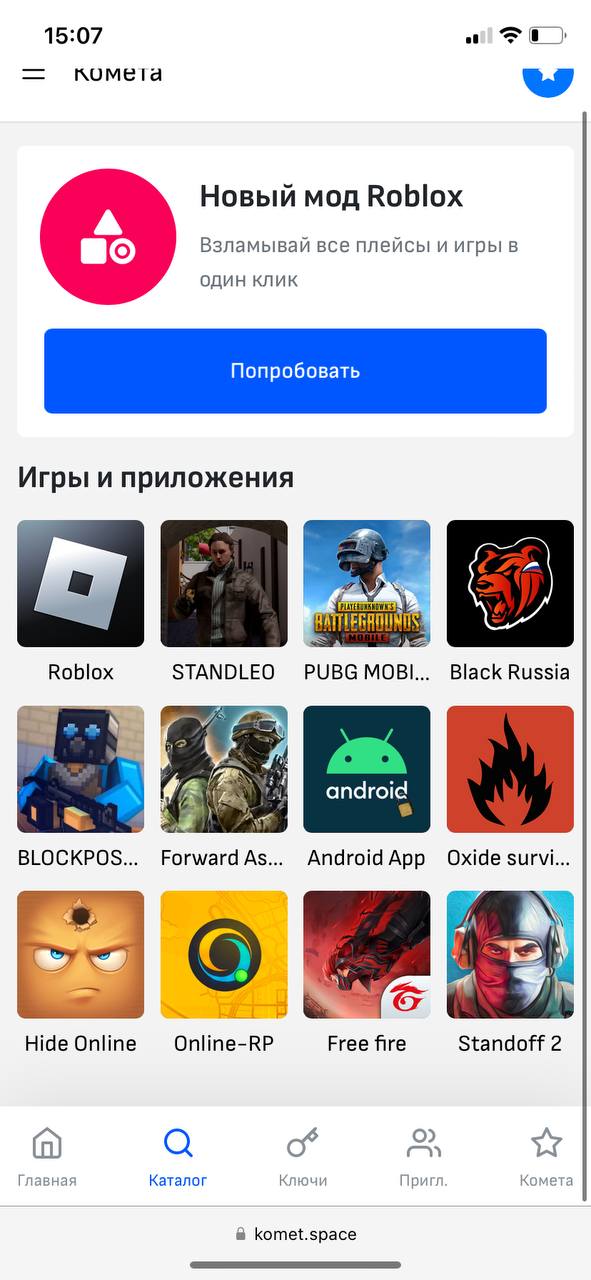 15:07
Комета
Новый мод Roblox
Взламывай все плейсы и игры в
один клик
Попробовать
Игры и приложения
PLAYERUNKNOWN'S
BATTLEGROUNDS
MOBILE
Roblox
STANDLEO
PUBG MOBI...
Black Russia
android
BLOCKPOS...
Forward As...
Android App
Oxide survi...
Hide Online
Online-RP
Free fire
Standoff 2
Главная
Каталог
Ключи
Пригл.
Комета
komet.space